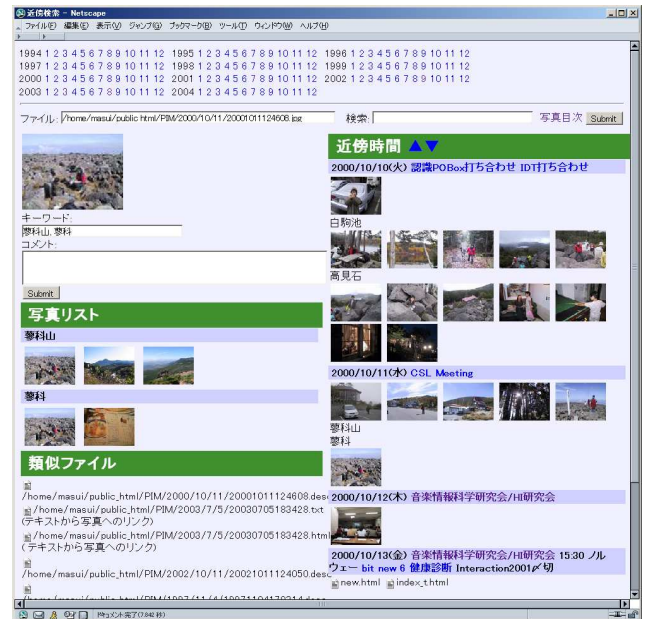 近傍検索 - Netscape
ファイル(F) 編集(E) 表示(V) ジャンプ(G) ブックマーク(B) ツール(T) ウィンドウ(W) ヘルプ(H)
1994 1 2 3 4 5 6 7 8 9 10 11 12 1995 1 2 3 4 5 6 7 8 9 10 11 12 1996 1 2 3 4 5 6 7 8 9 10 11 12
1997 1 2 3 4 5 6 7 8 9 10 11 12 1998 1 2 3 4 5 6 7 8 9 10 11 12 1999 1 2 3 4 5 6 7 8 9 10 11 12
2000 1 2 3 4 5 6 7 8 9 10 11 12 2001 1 2 3 4 5 6 7 8 9 10 11 12 2002 1 2 3 4 5 6 7 8 9 10 11 12
2003 1 2 3 4 5 6 7 8 9 10 11 12 2004 1 2 3 4 5 6 7 8 9 10 11 12
ファイル: /home/masui/public html/PIM/2000/10/11/20001011124608.jpg 検索: 写真目次 Submit
キーワード:
蓼科山, 蓼科
コメント:
Submit
写真リスト
蓼科山
蓼科
類似ファイル
/home/masui/public_html/PIM/2000/10/11/20001011124608.desc
/home/masui/public_html/PIM/2003/7/5/20030705183428.txt
(テキストから写真へのリンク)
/home/masui/public_html/PIM/2003/7/5/20030705183428.html
(テキストから写真へのリンク)
/home/masui/public_html/PIM/2002/10/11/20021011124050.desc
近傍時間 ▲▼
2000/10/10(火) 認識POBox打ち合わせ IDT打ち合わせ
白駒池
高見石
2000/10/11(水) CSL Meeting
蓼科山
蓼科
2000/10/12(木) 音楽情報科学研究会/HI研究会
2000/10/13(金) 音楽情報科学研究会/HI研究会 15:30 ノル
ウェー bit new 6 健康診断 Interaction2001〆切
new.html index_t.html
ドキュメント: 完了(7.842 秒)